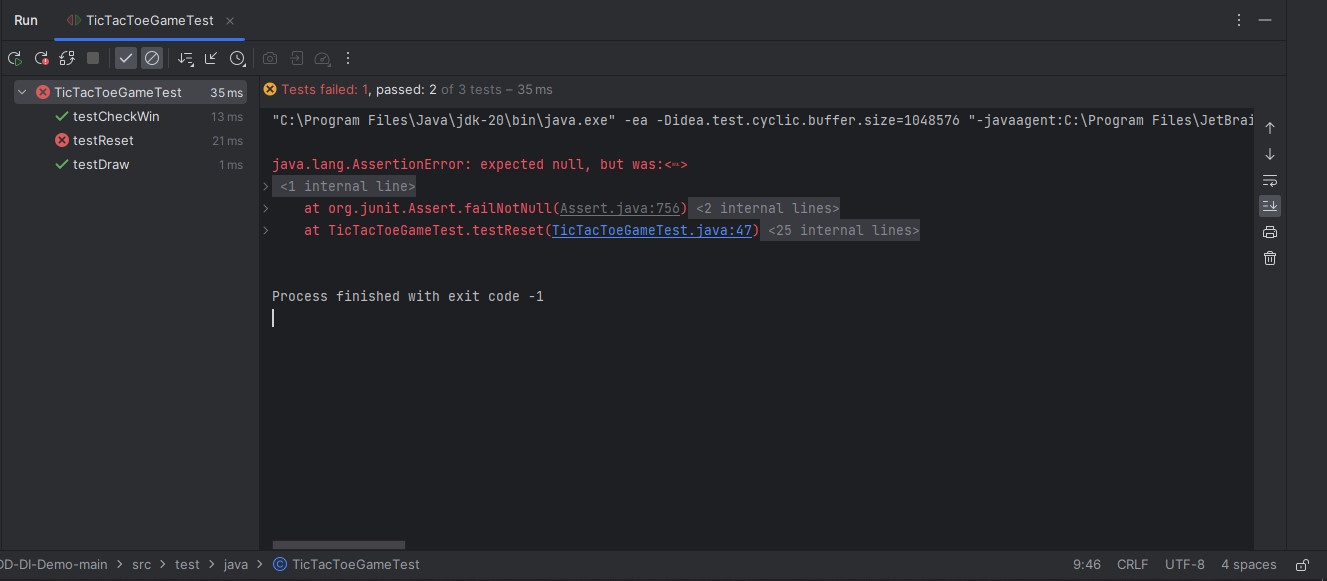 Run TicTacToeGameTest
TicTacToeGameTest 35 ms
testCheckWin 13 ms
testReset 21 ms
testDraw 1 ms
Tests failed: 1, passed: 2 of 3 tests – 35 ms
"C:\Program Files\Java\jdk-20\bin\java.exe" -ea -Didea.test.cyclic.buffer.size=1048576 "-javaagent:C:\Program Files\JetBrai
java.lang.AssertionError: expected null, but was:<
<1 internal line>
at org.junit.Assert.failNotNull(Assert.java:756) <2 internal lines>
at TicTacToeGameTest.testReset(TicTacToeGameTest.java:47) <25 internal lines>
Process finished with exit code -1
DD-DI-Demo-main > src > test > java > TicTacToeGameTest 9:46 CRLF UTF-8 4 spaces